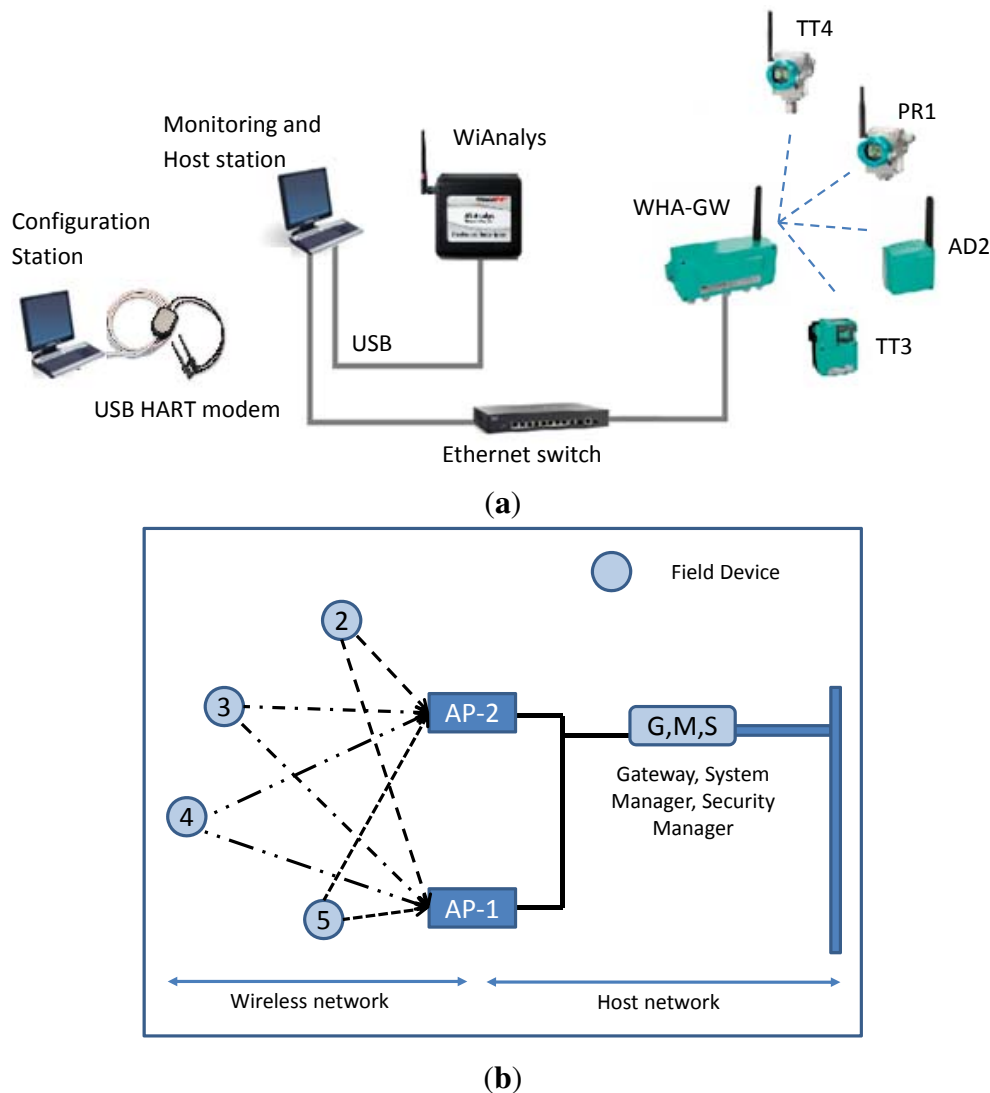 TT4
PR1
Monitoring and
Host station
WiAnalys
WHA-GW
Configuration
Station
AD2
USB
TT3
USB HART modem
Ethernet switch
(a)
Field Device
2
3
AP-2
G,M,S
Gateway, System
Manager, Security
Manager
4
5
AP-1
Wireless network
Host network
(b)